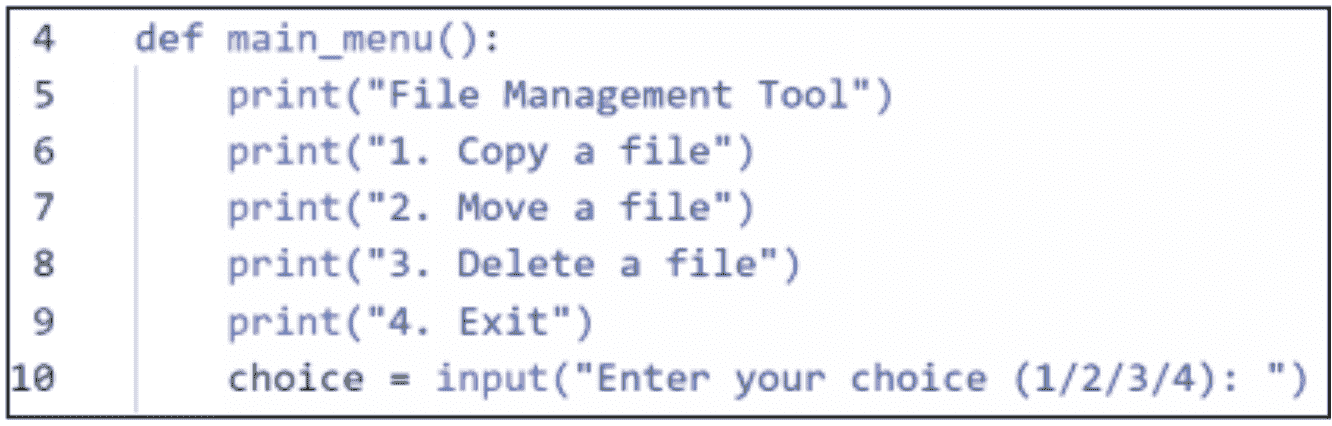 4 def main_menu():
5 print("File Management Tool")
6 print("1. Copy a file")
7 print("2. Move a file")
8 print("3. Delete a file")
9 print("4. Exit")
10 choice = input("Enter your choice (1/2/3/4): ")